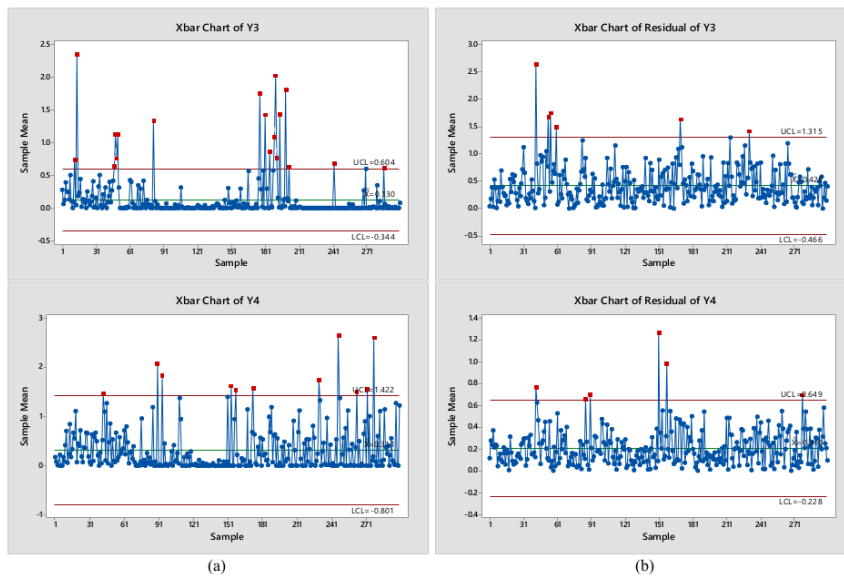 Xbar Chart of Y3
Sample Mean
2.5
2.0
1.5
1.0
0.5
0.0
-0.5
UCL=0.604
LCL=-0.344
1 31 61 91 121 151 181 211 241 271
Sample
Xbar Chart of Residual of Y3
Sample Mean
3.0
2.5
2.0
1.5
1.0
0.5
0.0
-0.5
UCL=1.315
LCL=-0.466
1 31 61 91 121 151 181 211 241 271
Sample
Xbar Chart of Y4
Sample Mean
3
2
1
0
-1
UCL=1.422
LCL=-0.801
1 31 61 91 121 151 181 211 241 271
Sample
Xbar Chart of Residual of Y4
Sample Mean
1.4
1.2
1.0
0.8
0.6
0.4
0.2
0.0
-0.2
-0.4
UCL=0.649
LCL=-0.228
1 31 61 91 121 151 181 211 241 271
Sample
(a)
(b)